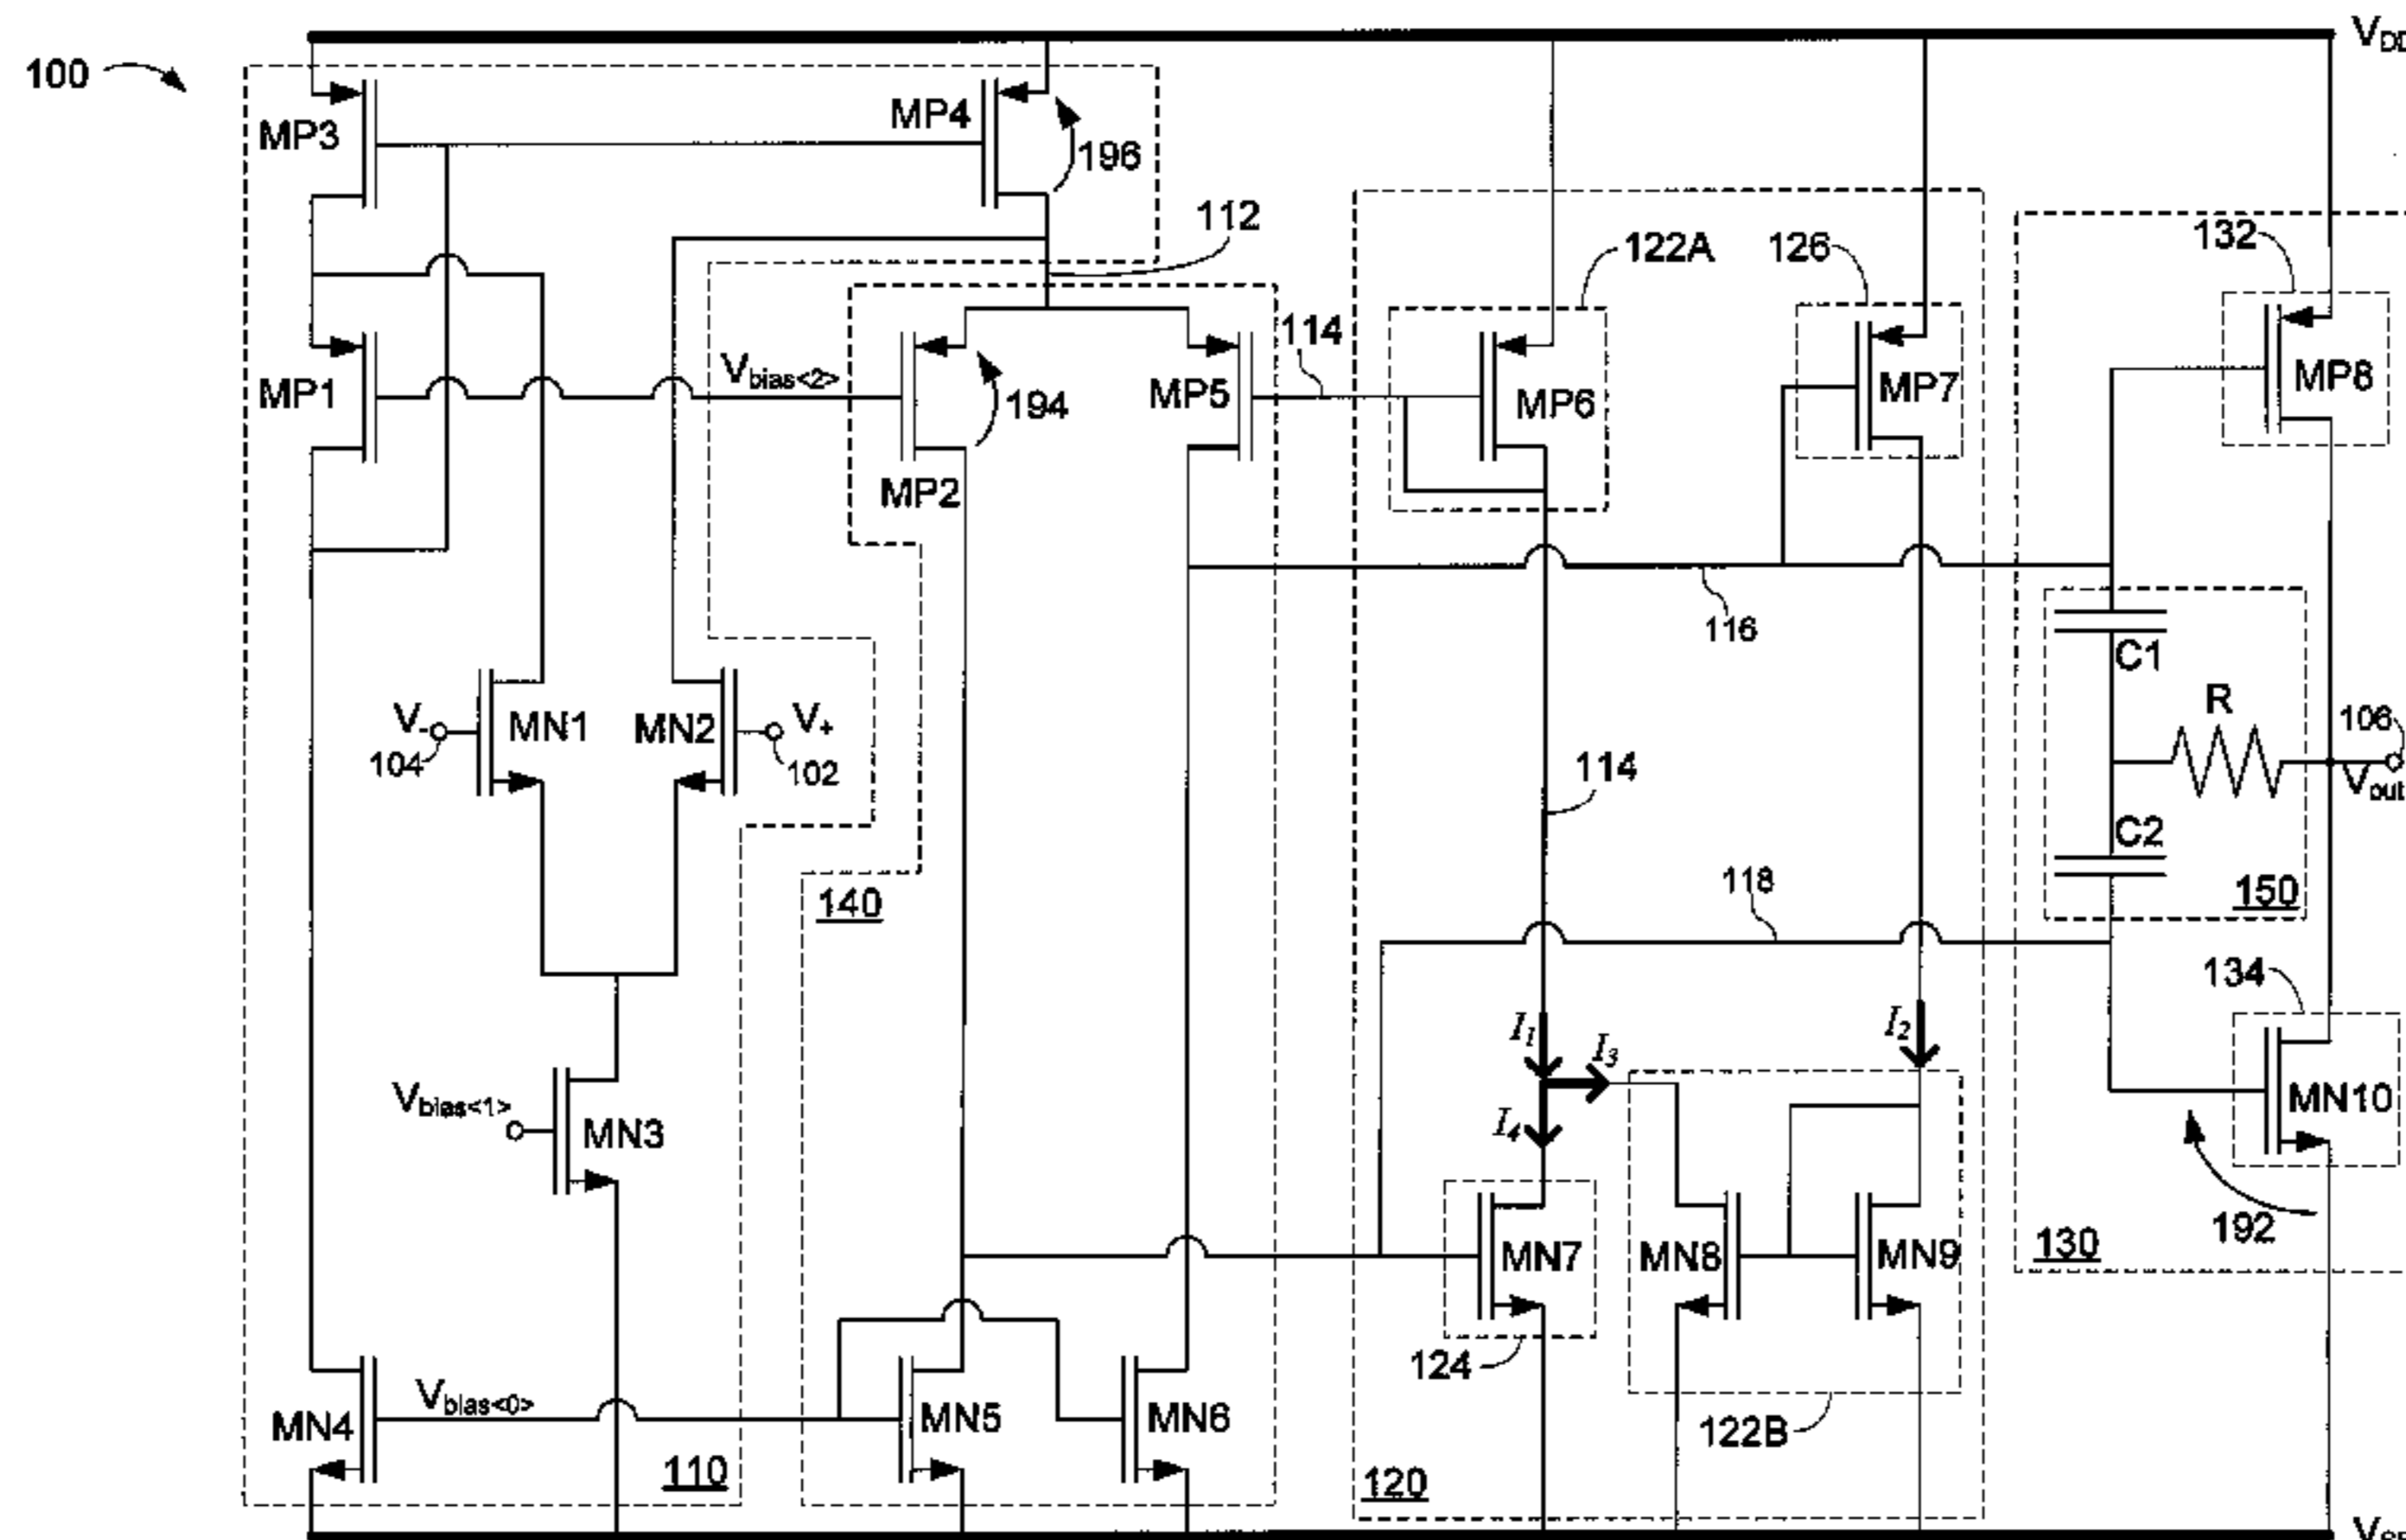 100
V_DD
MP3
MP4
196
112
132
122A
126
114
MP1
V_bias<2>
194
MP5
MP6
MP7
MP8
MP2
116
C1
R
V-
104
MN1
MN2
V+
102
106
V_out
114
C2
150
118
140
134
I1
I3
I2
I4
V_bias<1>
MN3
MN10
192
130
MN7
MN8
MN9
124
122B
MN4
V_bias<0>
MN5
MN6
110
120